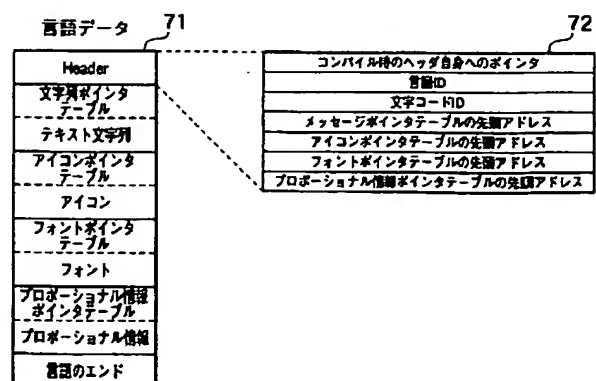 言語データ
71
Header
文字列ポインタ
テーブル
テキスト文字列
アイコンポインタ
テーブル
アイコン
フォントポインタ
テーブル
フォント
プロポーショナル情報
ポインタテーブル
プロポーショナル情報
言語のエンド
72
コンパイル時のヘッダ自身へのポインタ
言語ID
文字コードID
メッセージポインタテーブルの先頭アドレス
アイコンポインタテーブルの先頭アドレス
フォントポインタテーブルの先頭アドレス
プロポーショナル情報ポインタテーブルの先頭アドレス